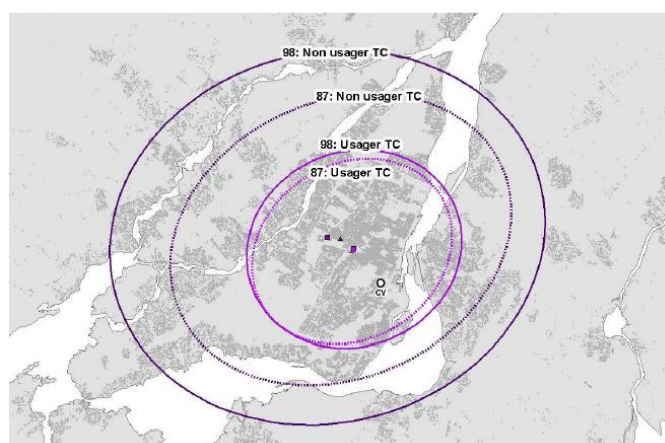 98: Non usager TC
87: Non usager TC
98: Usager TC
87: Usager TC
CV